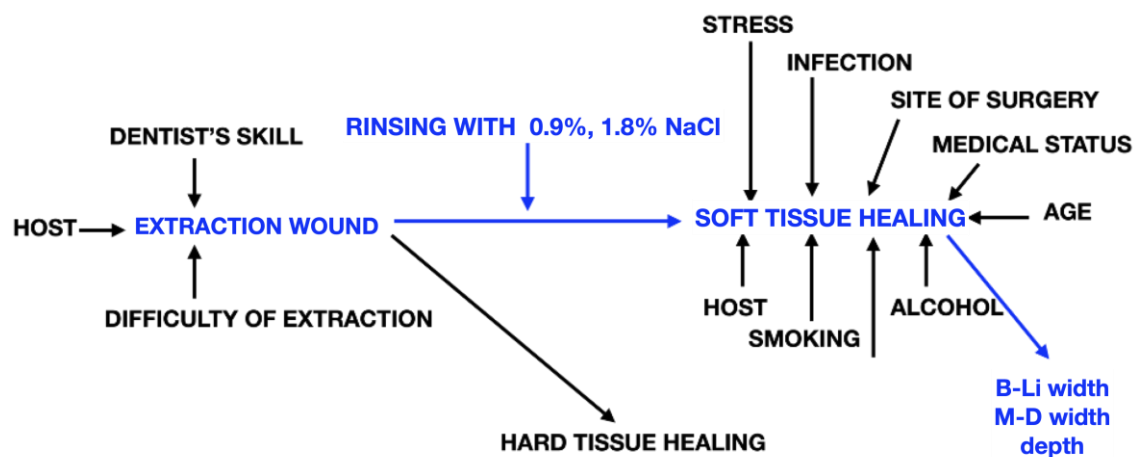 STRESS
INFECTION
SITE OF SURGERY
RINSING WITH 0.9%, 1.8% NaCl
DENTIST'S SKILL
MEDICAL STATUS
HOST
EXTRACTION WOUND
SOFT TISSUE HEALING
AGE
DIFFICULTY OF EXTRACTION
HOST
ALCOHOL
SMOKING
B-Li width
M-D width
depth
HARD TISSUE HEALING